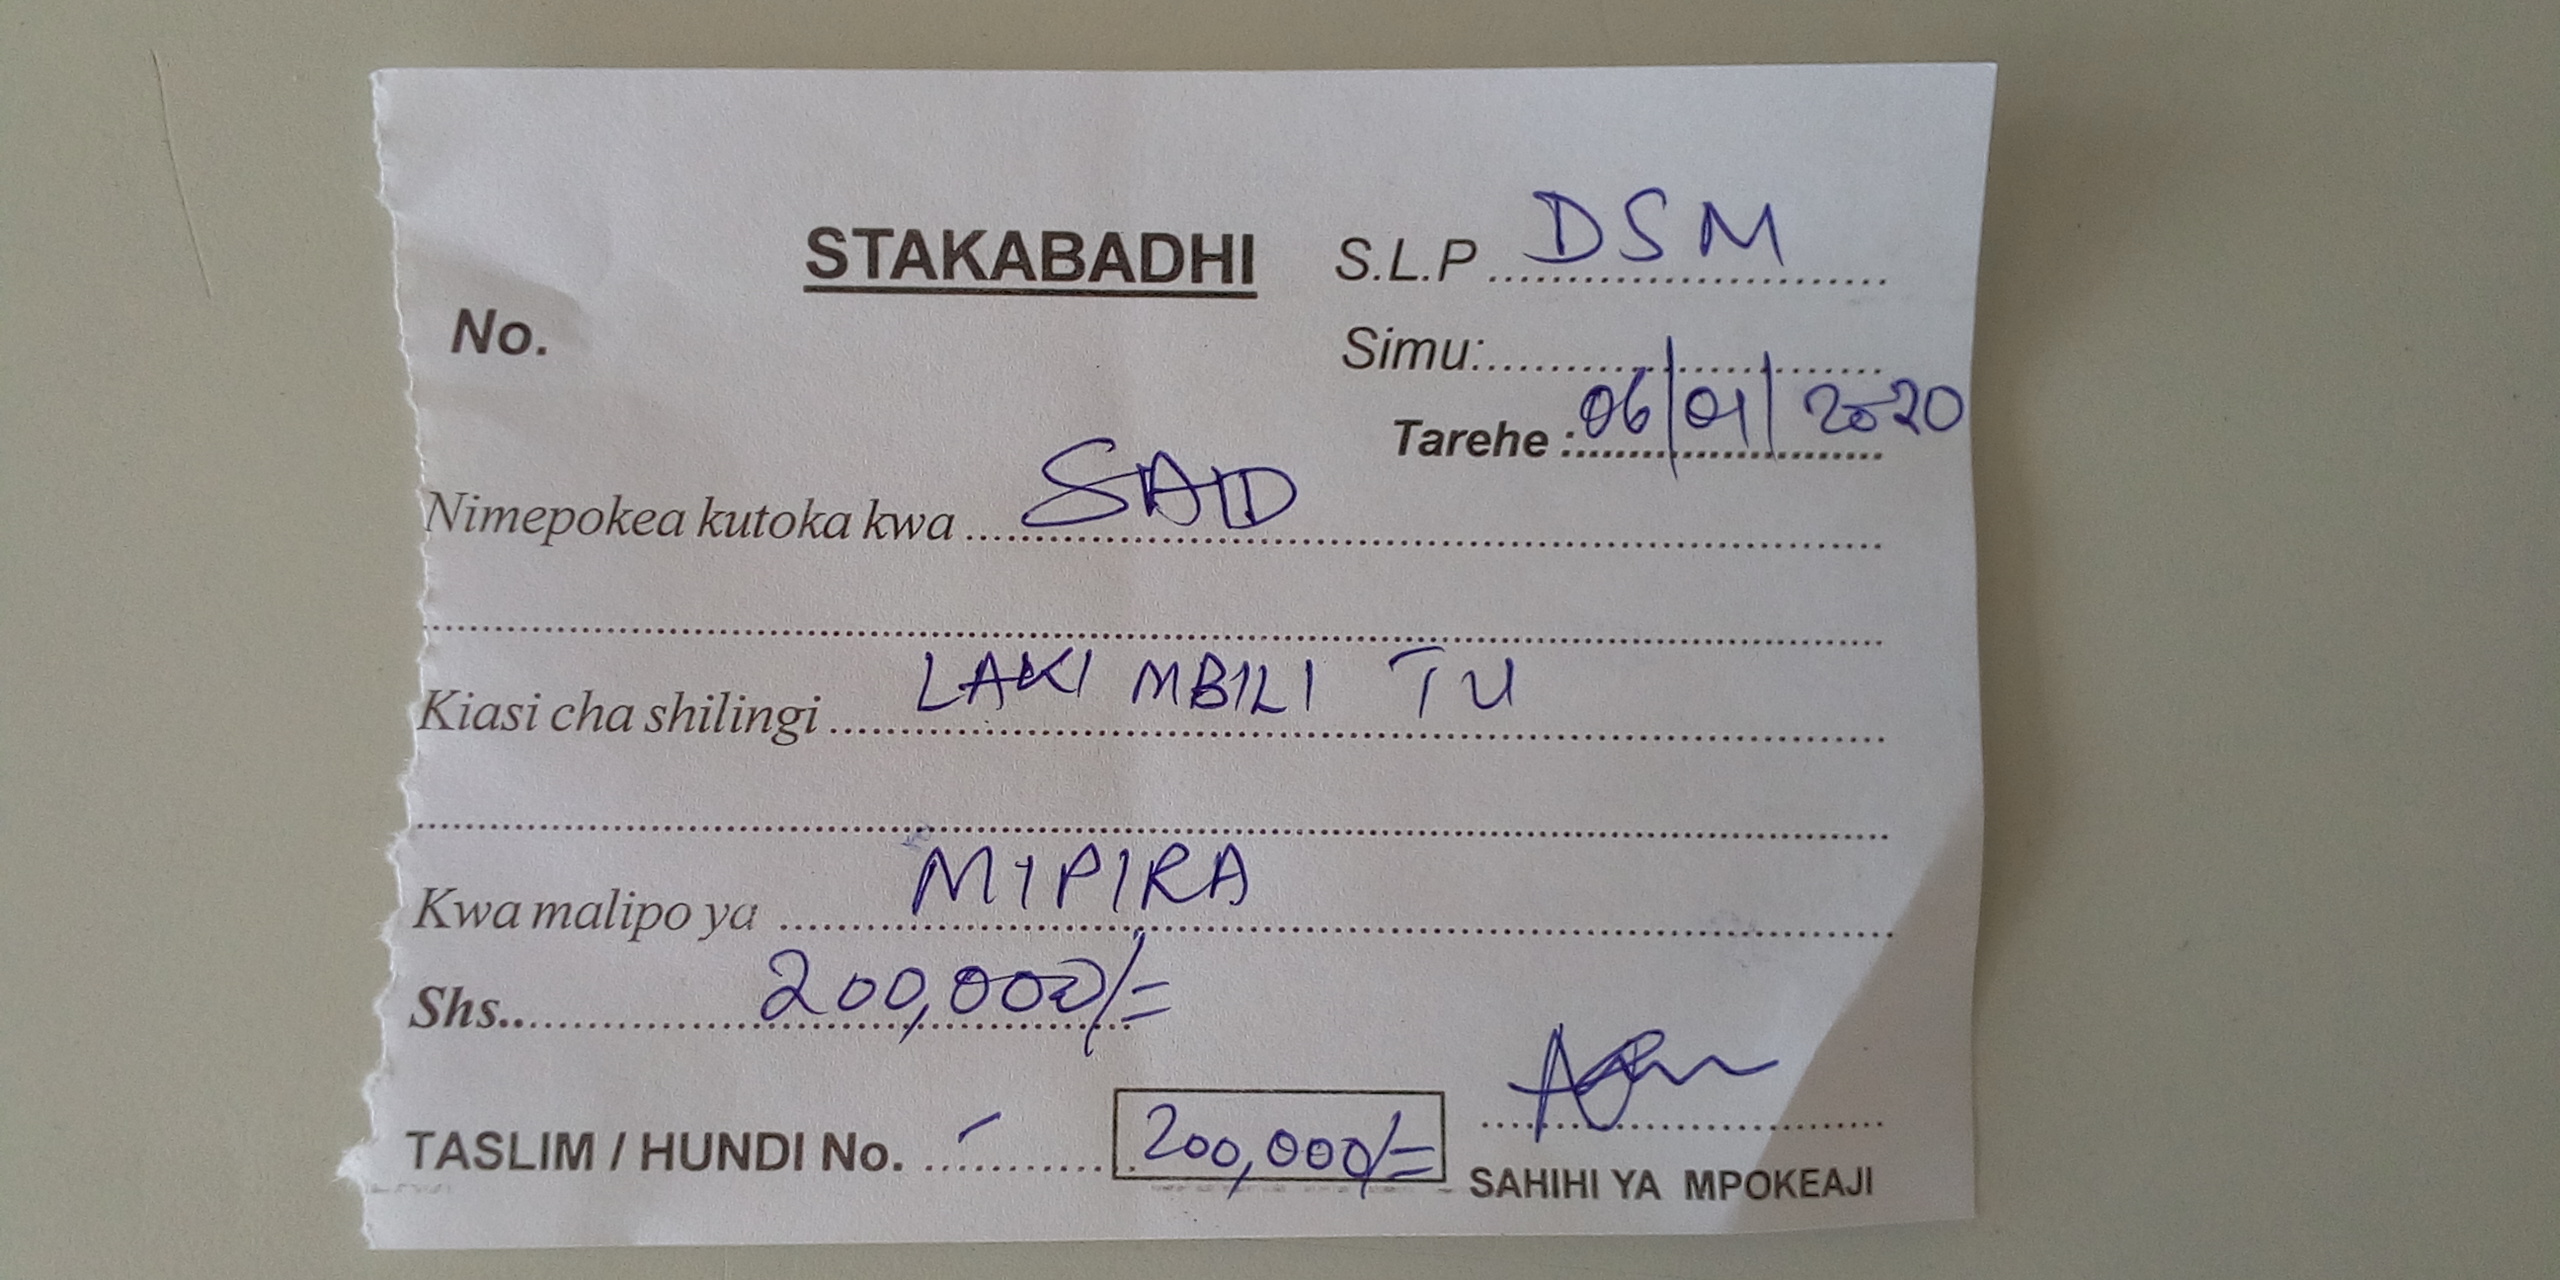 STAKABADHI
S.L.P DSM
No.
Simu:
Tarehe : 06/01/2020
Nimepokea kutoka kwa SAID
Kiasi cha shilingi LAKI MBILI TU
Kwa malipo ya MIPIRA
Shs.. 200,000/=
TASLIM / HUNDI No. - 200,000/=
SAHIHI YA MPOKEAJI